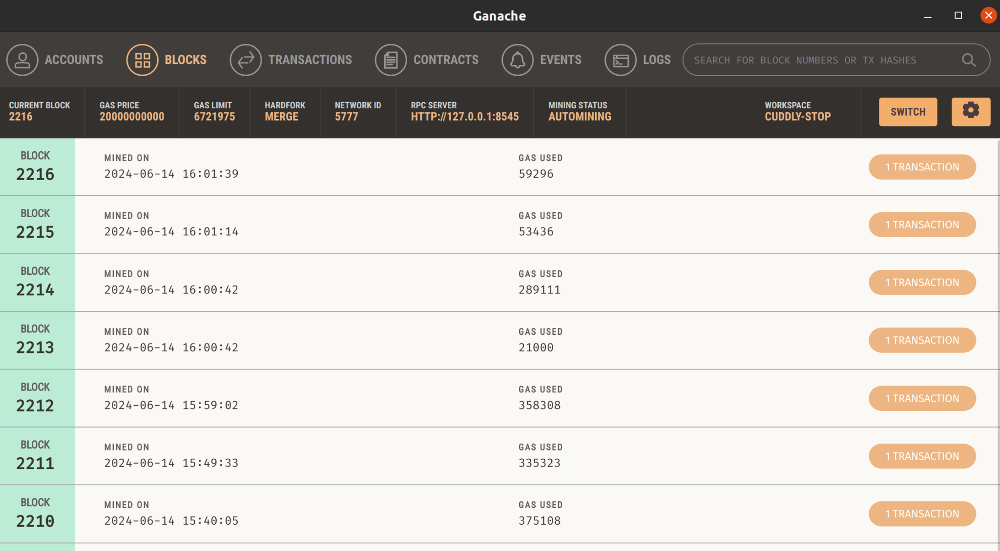 Ganache
ACCOUNTS BLOCKS TRANSACTIONS CONTRACTS EVENTS LOGS SEARCH FOR BLOCK NUMBERS OR TX HASHES
CURRENT BLOCK GAS PRICE GAS LIMIT HARDFORK NETWORK ID RPC SERVER MINING STATUS WORKSPACE
2216 20000000000 6721975 MERGE 5777 HTTP://127.0.0.1:8545 AUTOMINING CUDDLY-STOP SWITCH
BLOCK MINED ON GAS USED
2216 2024-06-14 16:01:39 59296 1 TRANSACTION
BLOCK MINED ON GAS USED
2215 2024-06-14 16:01:14 53436 1 TRANSACTION
BLOCK MINED ON GAS USED
2214 2024-06-14 16:00:42 289111 1 TRANSACTION
BLOCK MINED ON GAS USED
2213 2024-06-14 16:00:42 21000 1 TRANSACTION
BLOCK MINED ON GAS USED
2212 2024-06-14 15:59:02 358308 1 TRANSACTION
BLOCK MINED ON GAS USED
2211 2024-06-14 15:49:33 335323 1 TRANSACTION
BLOCK MINED ON GAS USED
2210 2024-06-14 15:40:05 375108 1 TRANSACTION